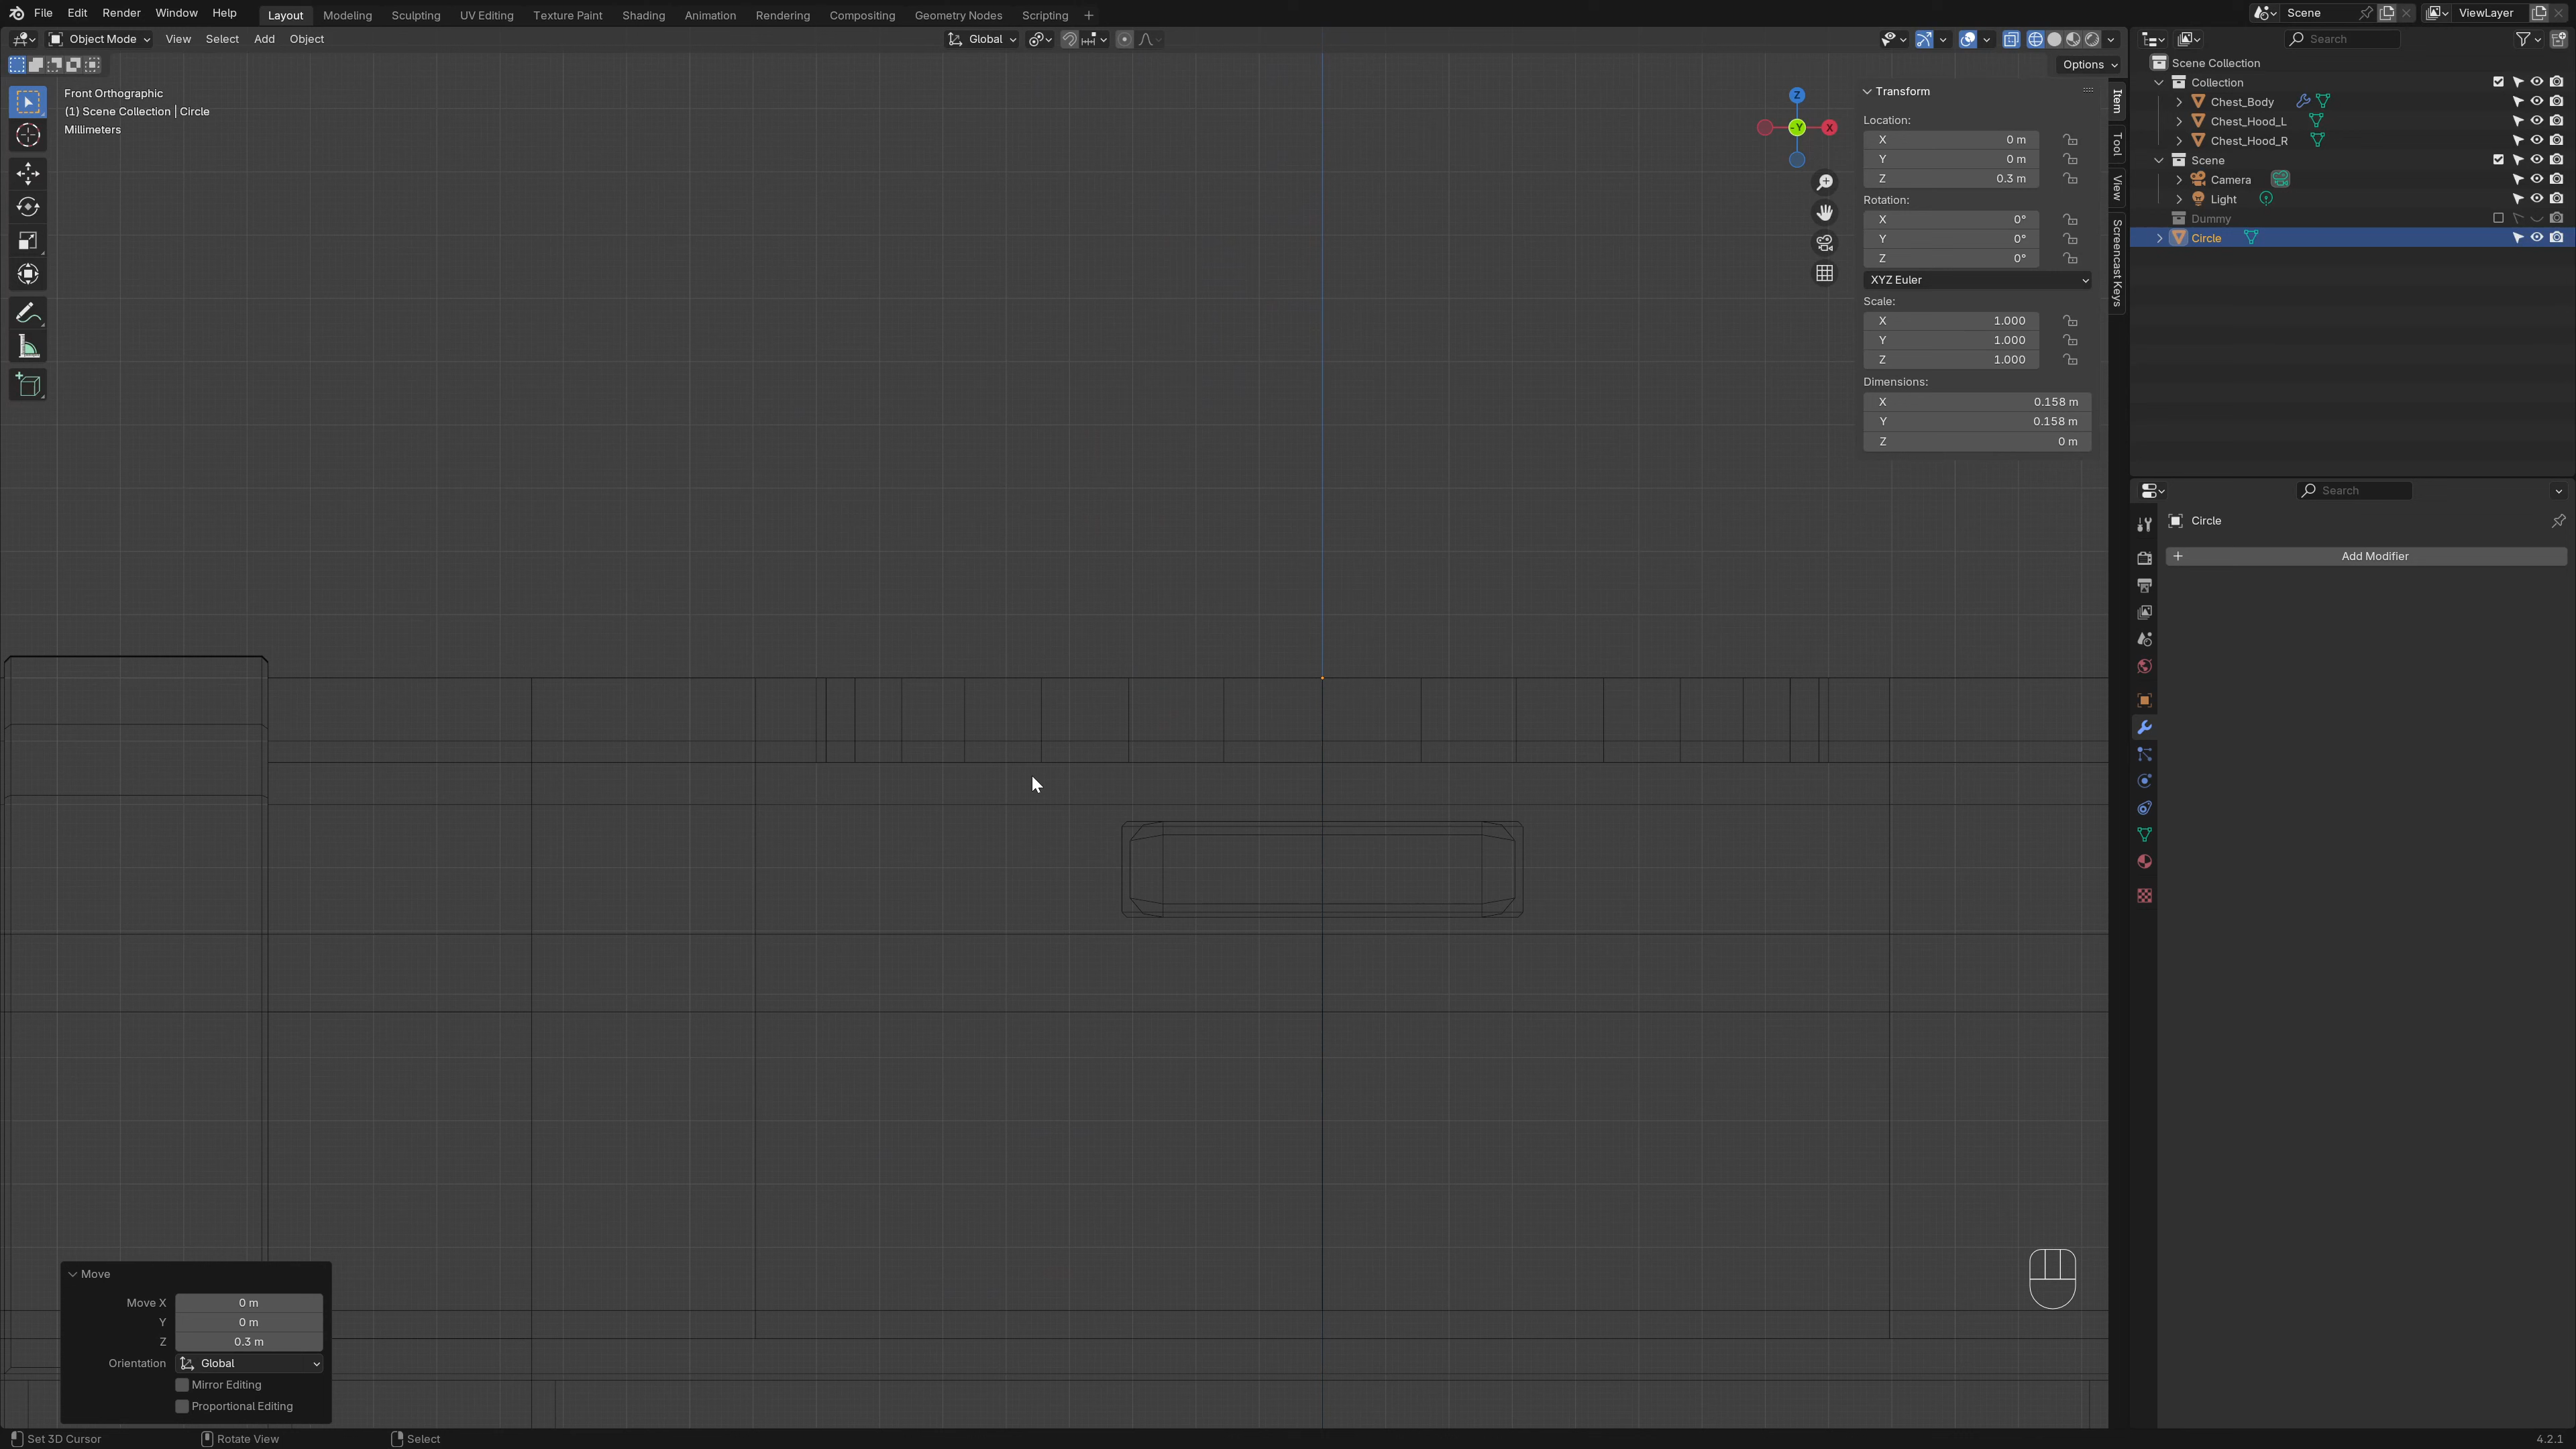 File Edit Render Window Help Layout Modeling Sculpting UV Editing Texture Paint Shading Animation Rendering Compositing Geometry Nodes Scripting Scene ViewLayer
Object Mode View Select Add Object Global Search
Options
Front Orthographic
(1) Scene Collection | Circle
Millimeters
Z
-Y
X
Transform
Location:
X 0 m
Y 0 m
Z 0.3 m
Rotation:
X 0°
Y 0°
Z 0°
XYZ Euler
Scale:
X 1.000
Y 1.000
Z 1.000
Dimensions:
X 0.158 m
Y 0.158 m
Z 0 m
Item
Tool
View
Screencast Keys
Scene Collection
Collection
Chest_Body
Chest_Hood_L
Chest_Hood_R
Scene
Camera
Light
Dummy
Circle
Search
Circle
Add Modifier
Move
Move X 0 m
Y 0 m
Z 0.3 m
Orientation Global
Mirror Editing
Proportional Editing
Set 3D Cursor Rotate View Select 4.2.1